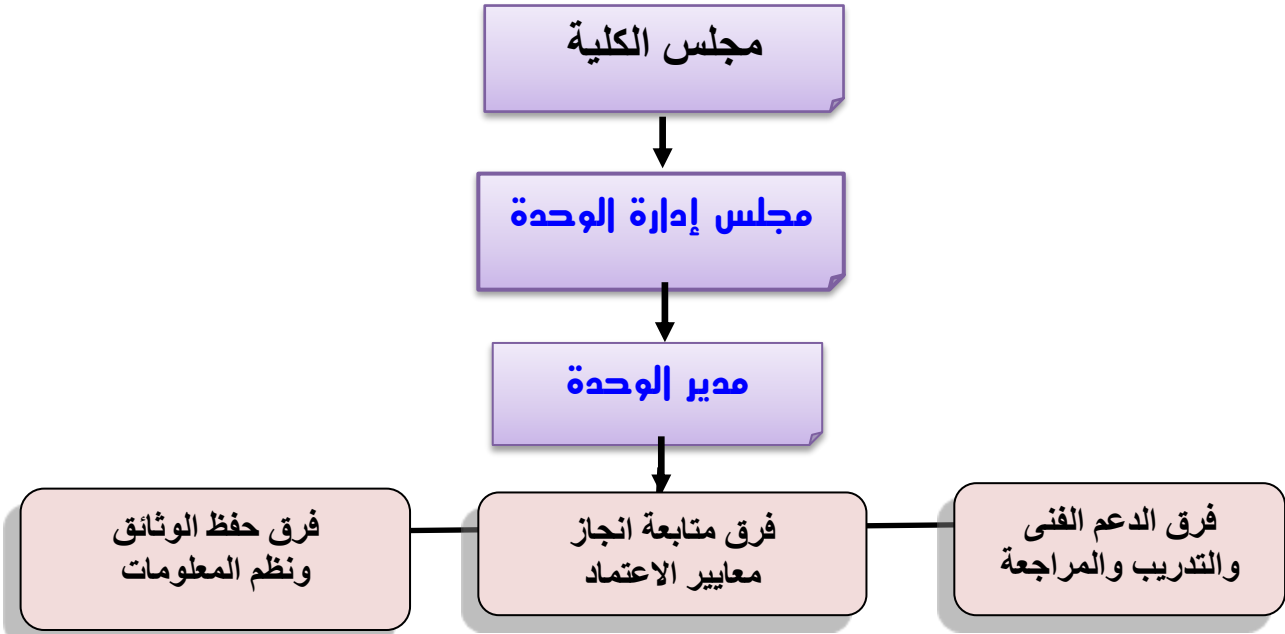 مجلس الكلية
مجلس إدارة الوحدة
مدير الوحدة
فرق الدعم الفنى
والتدريب والمراجعة
فرق متابعة انجاز
معايير الاعتماد
فرق حفظ الوثائق
ونظم المعلومات